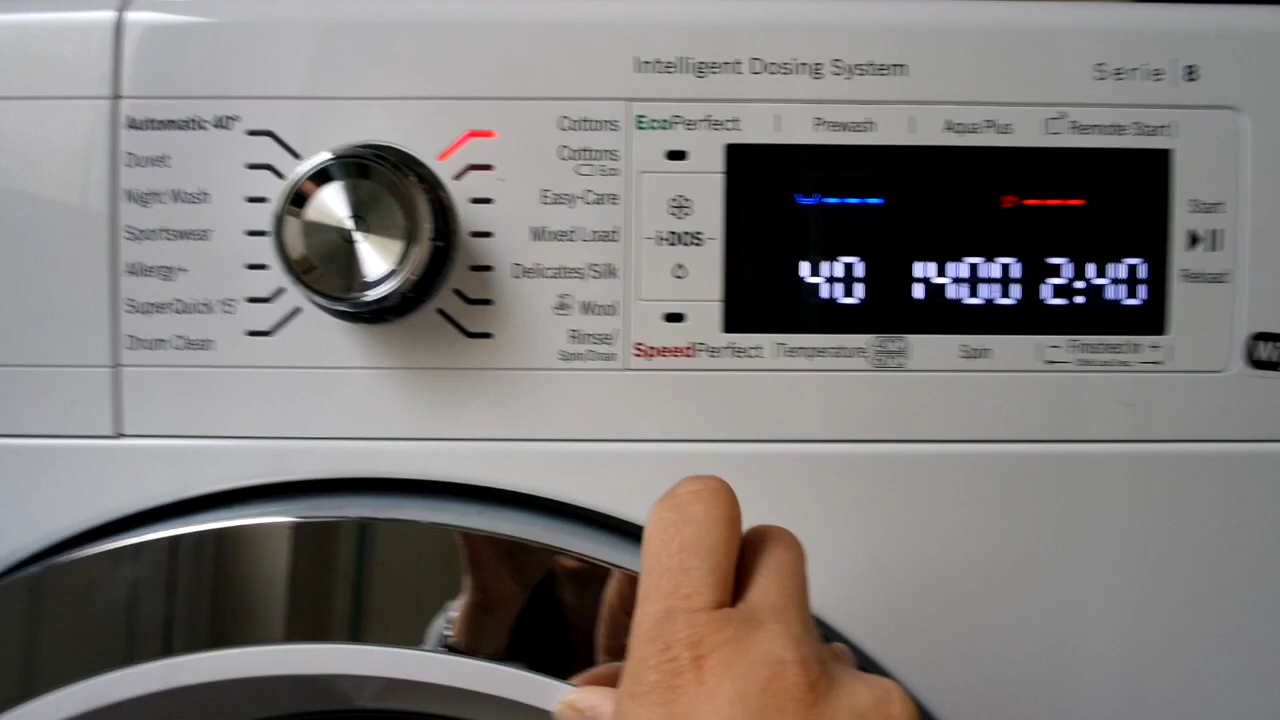 Intelligent Dosing System
Serie 8
Automatic 40°
Duvet
Night Wash
Sportswear
Allergy+
SuperQuick 15'
Drum Clean
Cottons
Cottons
Eco
Easy-Care
Mixed Load
Delicates/Silk
Wool
Rinse/
Spin/Drain
EcoPerfect
Prewash
AquaPlus
Remote Start
i-DOS
40 1400 2:40
Start
Reload
SpeedPerfect
Temperature
Spin
Finished in